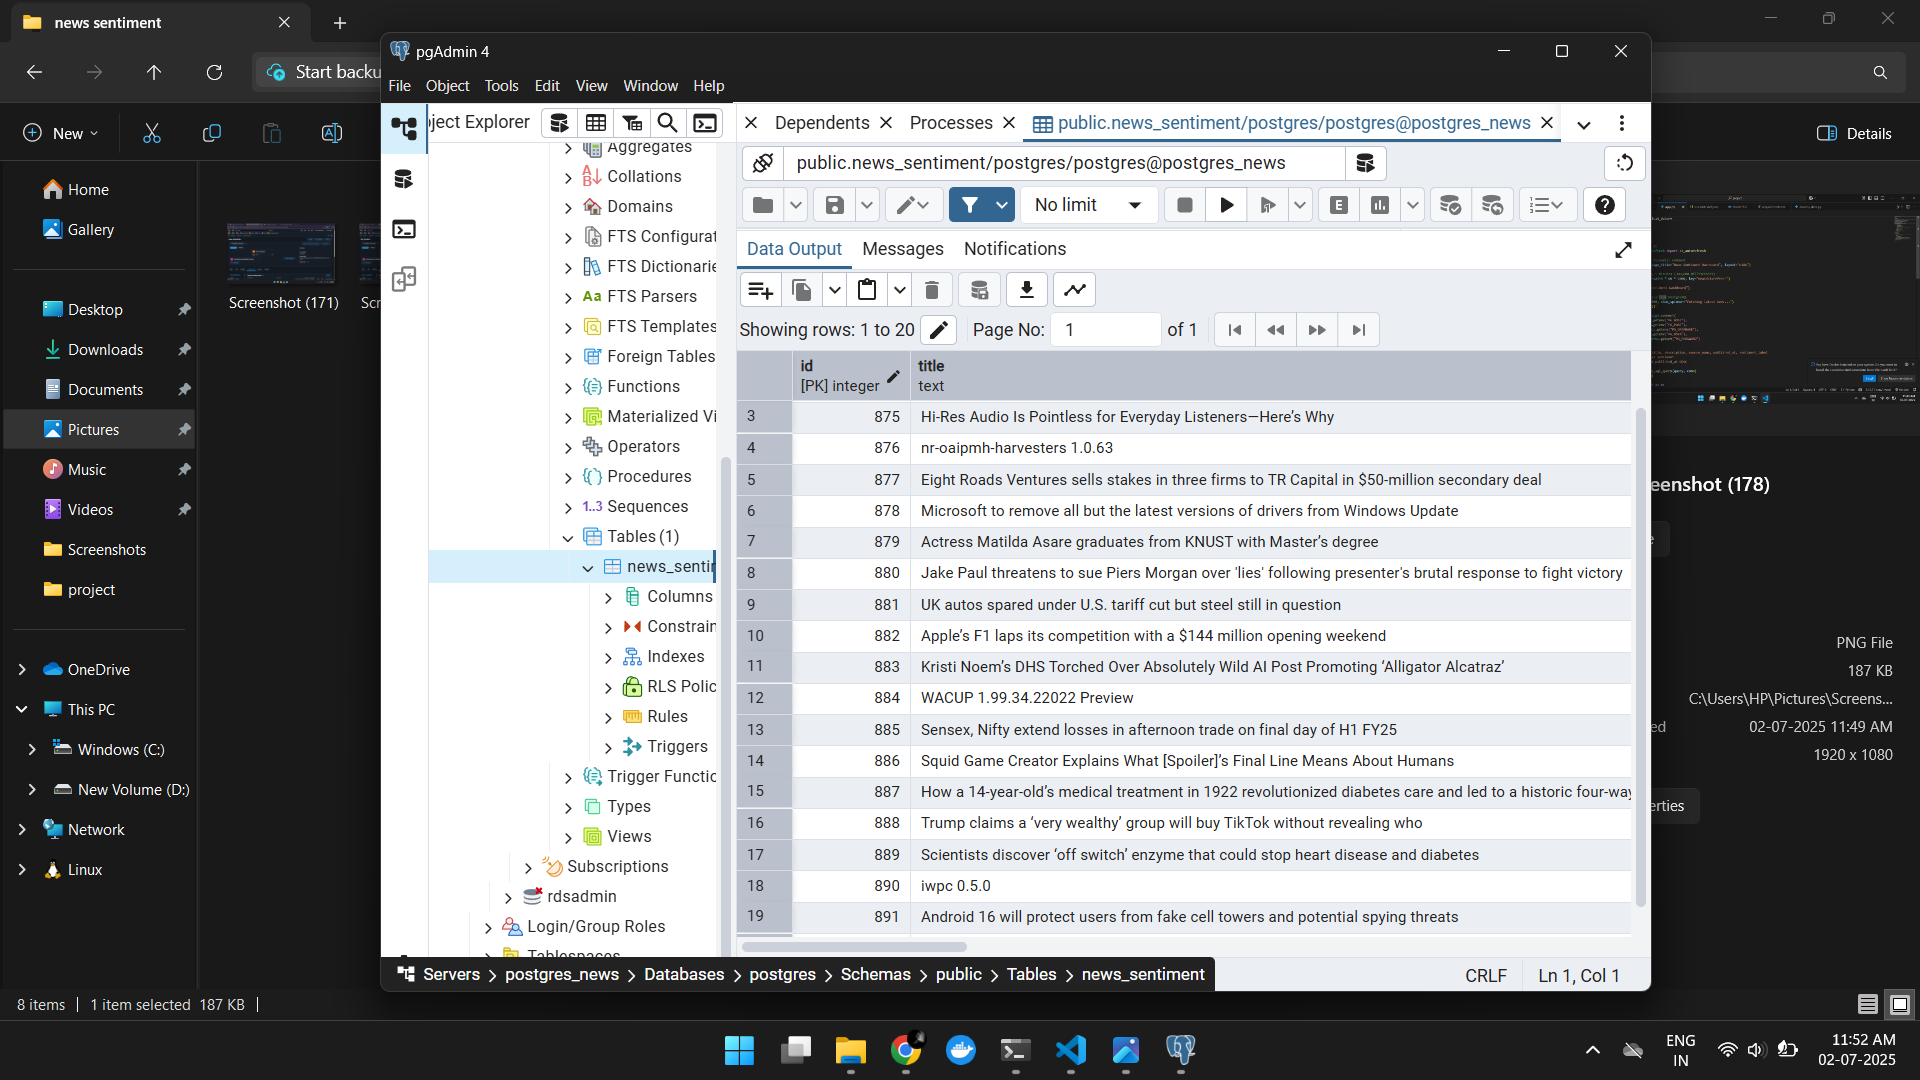 news sentiment
pgAdmin 4
Start backu
File Object Tools Edit View Window Help
New
Details
ject Explorer
Dependents Processes public.news_sentiment/postgres/postgres@postgres_news
public.news_sentiment/postgres/postgres@postgres_news
No limit
Data Output Messages Notifications
Showing rows: 1 to 20 Page No: 1 of 1
id
[PK] integer
title
text
3 875 Hi-Res Audio Is Pointless for Everyday Listeners—Here’s Why
4 876 nr-oaipmh-harvesters 1.0.63
5 877 Eight Roads Ventures sells stakes in three firms to TR Capital in $50-million secondary deal
6 878 Microsoft to remove all but the latest versions of drivers from Windows Update
7 879 Actress Matilda Asare graduates from KNUST with Master’s degree
8 880 Jake Paul threatens to sue Piers Morgan over 'lies' following presenter's brutal response to fight victory
9 881 UK autos spared under U.S. tariff cut but steel still in question
10 882 Apple’s F1 laps its competition with a $144 million opening weekend
11 883 Kristi Noem’s DHS Torched Over Absolutely Wild AI Post Promoting ‘Alligator Alcatraz’
12 884 WACUP 1.99.34.22022 Preview
13 885 Sensex, Nifty extend losses in afternoon trade on final day of H1 FY25
14 886 Squid Game Creator Explains What [Spoiler]’s Final Line Means About Humans
15 887 How a 14-year-old’s medical treatment in 1922 revolutionized diabetes care and led to a historic four-way
16 888 Trump claims a ‘very wealthy’ group will buy TikTok without revealing who
17 889 Scientists discover ‘off switch’ enzyme that could stop heart disease and diabetes
18 890 iwpc 0.5.0
19 891 Android 16 will protect users from fake cell towers and potential spying threats
Aggregates
Collations
Domains
FTS Configurat
FTS Dictionarie
FTS Parsers
FTS Templates
Foreign Tables
Functions
Materialized Vi
Operators
Procedures
1..3 Sequences
Tables (1)
news_sentir
Columns
Constrain
Indexes
RLS Polic
Rules
Triggers
Trigger Functic
Types
Views
Subscriptions
rdsadmin
Login/Group Roles
Tablespaces
Servers postgres_news Databases postgres Schemas public Tables news_sentiment
CRLF Ln 1, Col 1
Home
Gallery
Desktop
Downloads
Documents
Pictures
Music
Videos
Screenshots
project
OneDrive
This PC
Windows (C:)
New Volume (D:)
Network
Linux
Screenshot (171)
Scr
eenshot (178)
PNG File
187 KB
C:\Users\HP\Pictures\Screens...
ed 02-07-2025 11:49 AM
1920 x 1080
erties
8 items 1 item selected 187 KB
ENG
IN
11:52 AM
02-07-2025